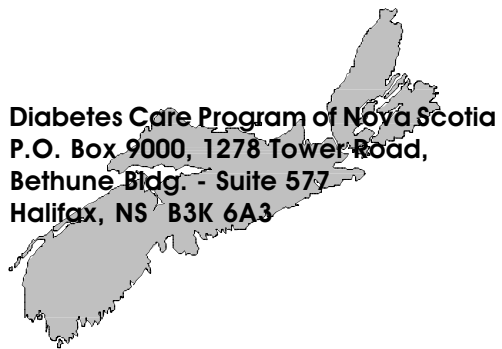 Diabetes Care Program of Nova Scotia
P.O. Box 9000, 1278 Tower Road,
Bethune Bldg. - Suite 577
Halifax, NS  B3K 6A3